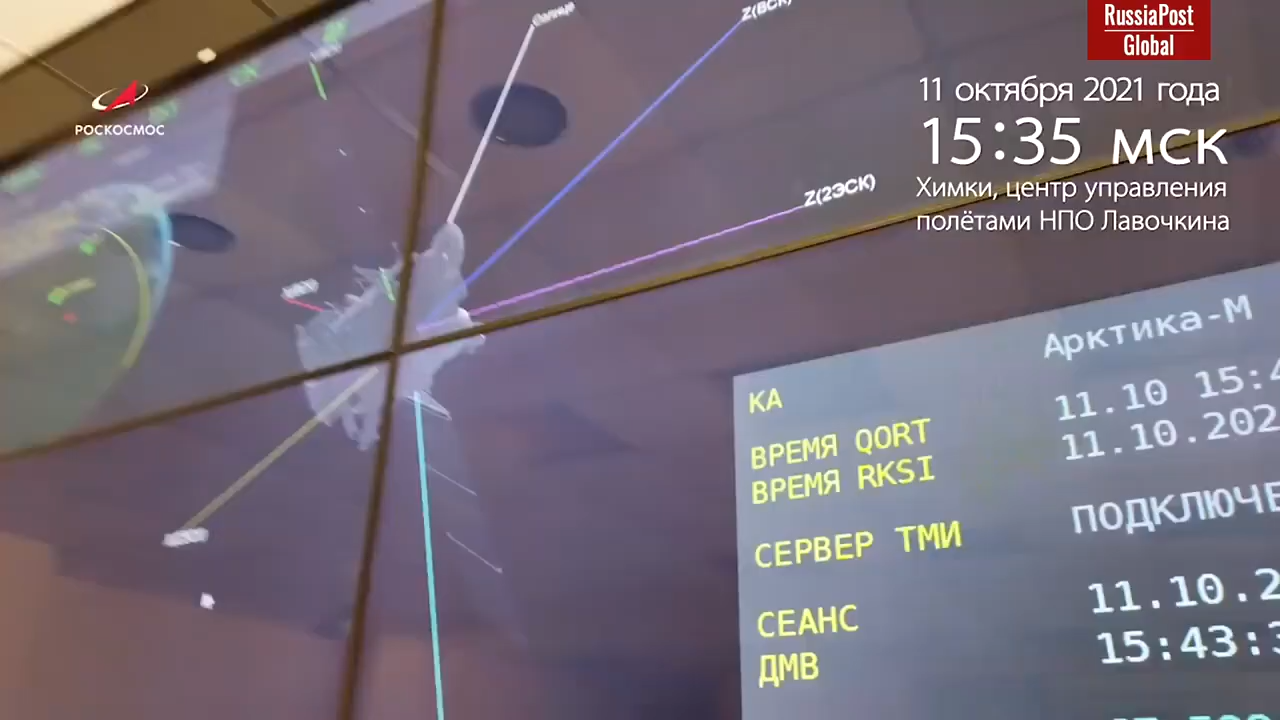 RussiaPost
Global
РОСКОСМОС
11 октября 2021 года
15:35 мск
Химки, центр управления
полётами НПО Лавочкина
Солнце
Z(ВСК)
Z(2ЭСК)
Арктика-М
КА
11.10 15:4
ВРЕМЯ QORT
11.10.202
ВРЕМЯ RKSI
ПОДКЛЮЧЕ
СЕРВЕР ТМИ
11.10.2
СЕАНС
15:43:3
ДМВ